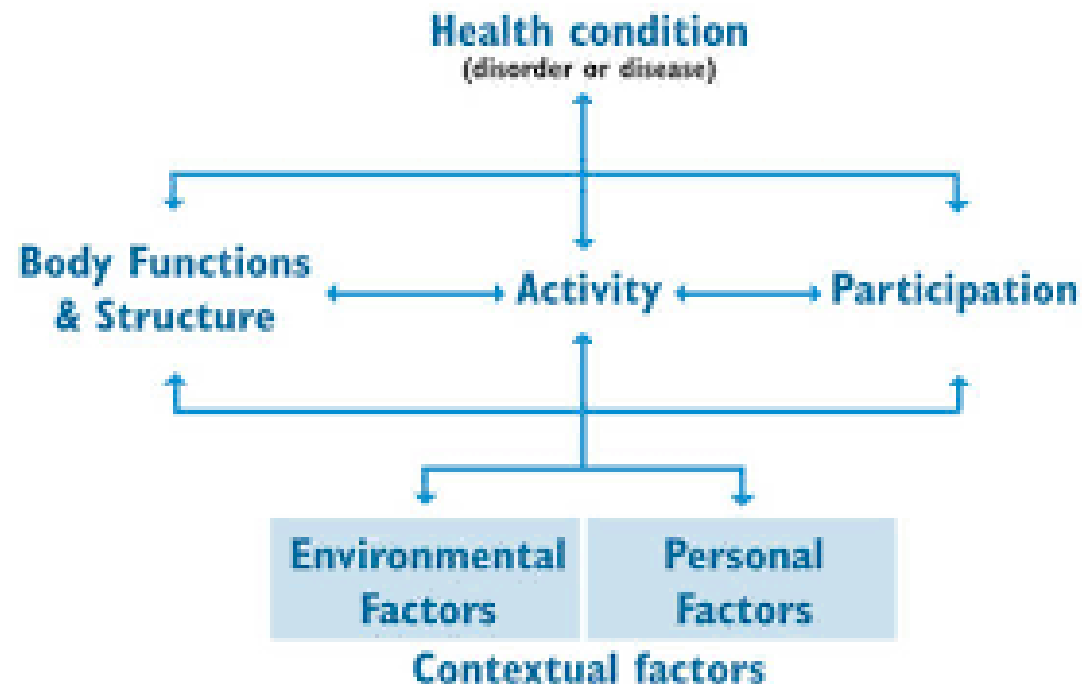 Health condition
(disorder or disease)
Body Functions
& Structure
Activity
Participation
Environmental
Factors
Personal
Factors
Contextual factors